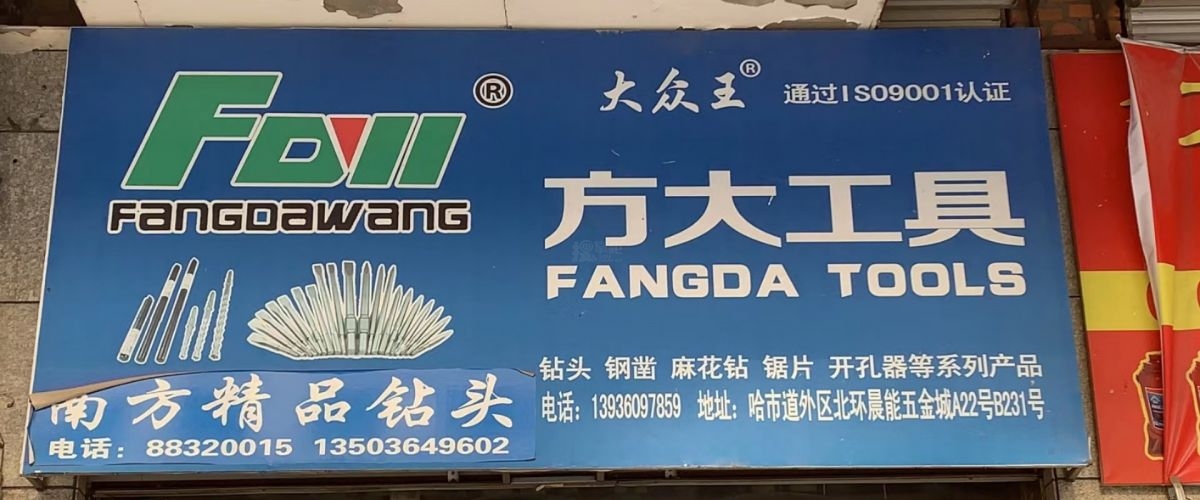 FDW ®
FANGDAWANG
大众王®
通过ISO9001认证
方大工具
FANGDA TOOLS
钻头 钢凿 麻花钻 锯片 开孔器等系列产品
电话：13936097859 地址：哈市道外区北环晨能五金城A22号B231号
南方精品钻头
电话：88320015 13503649602